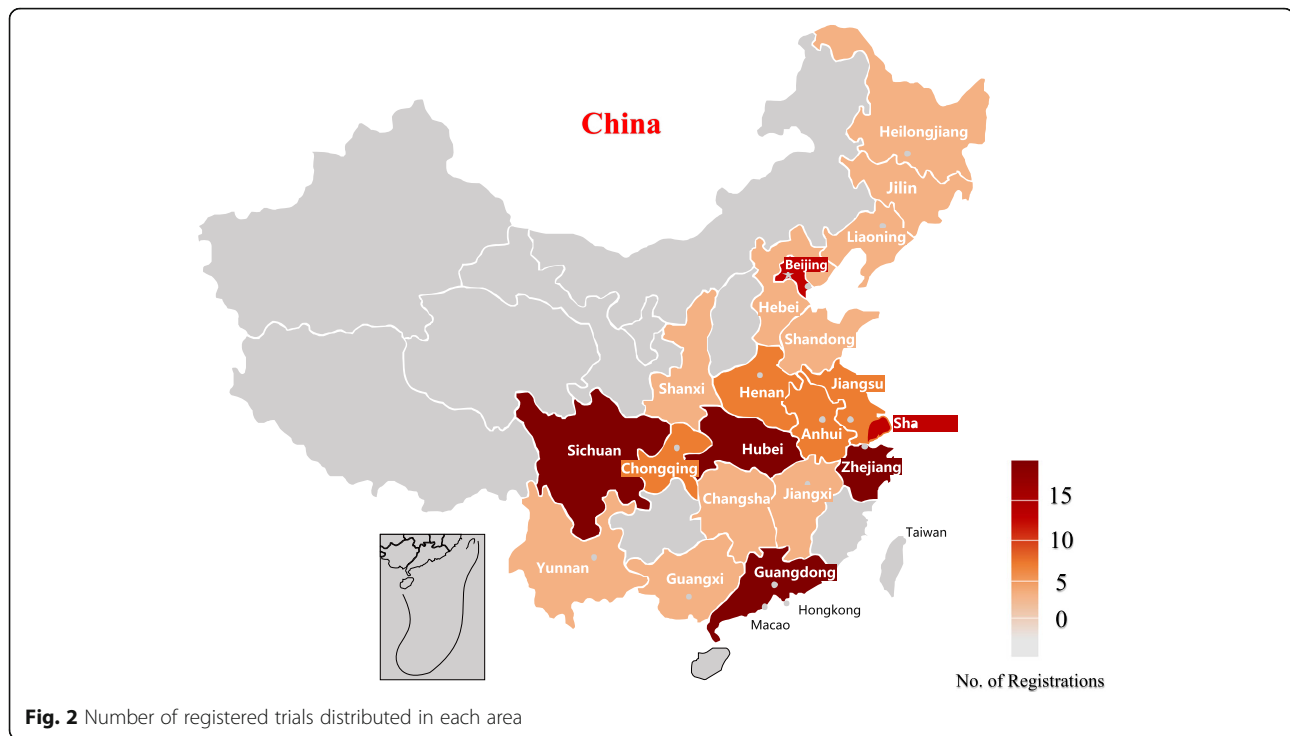 China
Heilongjiang
Jilin
Liaoning
Beijing
Hebei
Shandong
Shanxi
Henan
Jiangsu
Anhui
Sha
Sichuan
Hubei
Chongqing
Zhejiang
Changsha
Jiangxi
Taiwan
Yunnan
Guangxi
Guangdong
Hongkong
Macao
15
10
5
0
No. of Registrations
Fig. 2 Number of registered trials distributed in each area